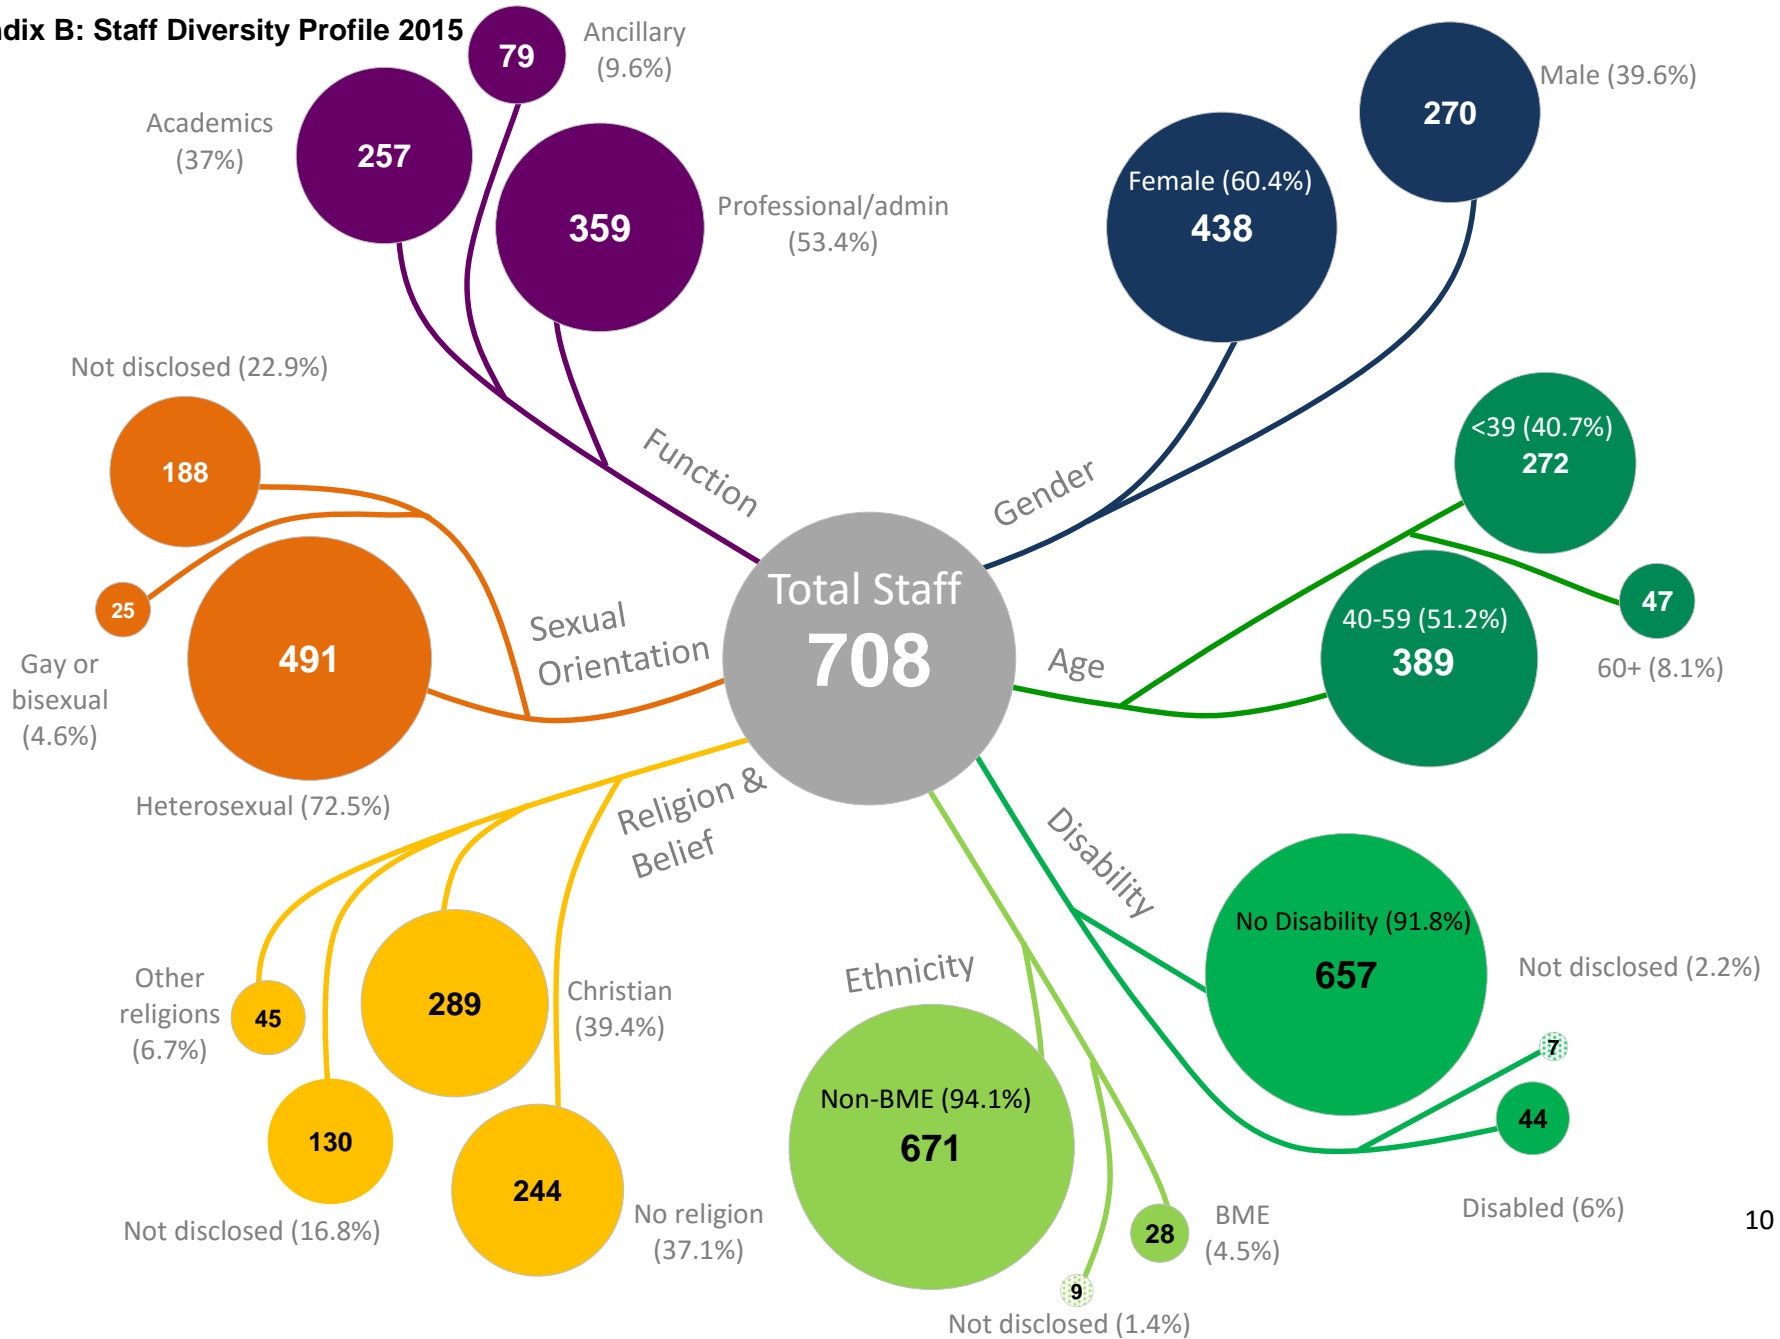 ndix B: Staff Diversity Profile 2015
79
Ancillary
(9.6%)
Academics
(37%)
257
359
Professional/admin
(53.4%)
Function
Male (39.6%)
270
Female (60.4%)
438
Gender
Not disclosed (22.9%)
188
25
Gay or
bisexual
(4.6%)
491
Heterosexual (72.5%)
Sexual
Orientation
Total Staff
708
<39 (40.7%)
272
47
60+ (8.1%)
40-59 (51.2%)
389
Age
Religion &
Belief
Other
religions
(6.7%)
45
289
Christian
(39.4%)
130
Not disclosed (16.8%)
244
No religion
(37.1%)
Ethnicity
Non-BME (94.1%)
671
28
BME
(4.5%)
9
Not disclosed (1.4%)
Disability
No Disability (91.8%)
657
Not disclosed (2.2%)
7
44
Disabled (6%)
10